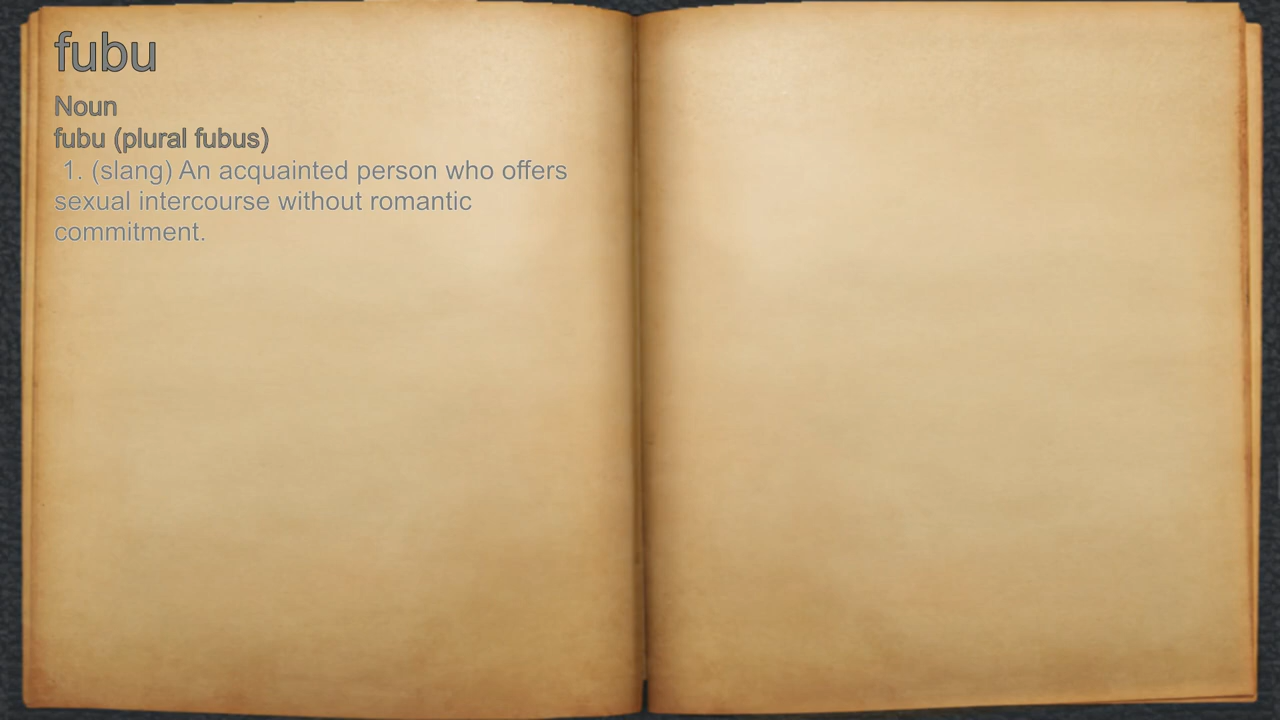 fubu
Noun
fubu (plural fubus)
1. (slang) An acquainted person who offers
sexual intercourse without romantic
commitment.